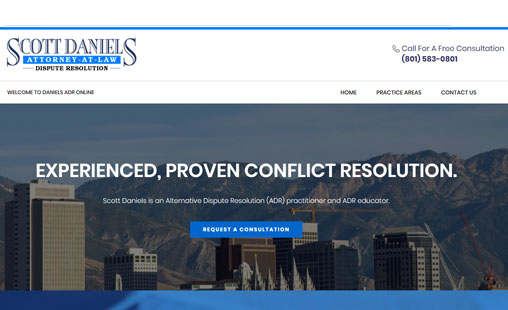 SCOTT DANIELS
ATTORNEY-AT-LAW
DISPUTE RESOLUTION
Call For A Free Consultation
(801) 583-0801
WELCOME TO DANIELS ADR ONLINE
HOME PRACTICE AREAS CONTACT US
EXPERIENCED, PROVEN CONFLICT RESOLUTION.
Scott Daniels is an Alternative Dispute Resolution (ADR) practitioner and ADR educator.
REQUEST A CONSULTATION